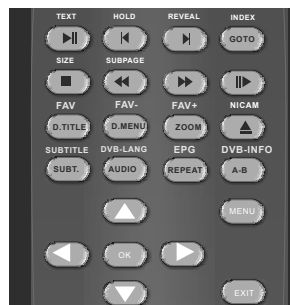 TEXT HOLD REVEAL INDEX
GOTO
SIZE SUBPAGE
FAV FAV- FAV+ NICAM
D.TITLE D.MENU ZOOM
SUBTITLE DVB-LANG EPG DVB-INFO
SUBT. AUDIO REPEAT A-B
MENU
OK
EXIT